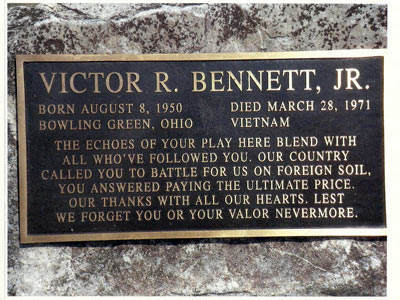 VICTOR R. BENNETT, JR.
BORN AUGUST 8, 1950 DIED MARCH 28, 1971
BOWLING GREEN, OHIO VIETNAM
THE ECHOES OF YOUR PLAY HERE BLEND WITH
ALL WHO'VE FOLLOWED YOU. OUR COUNTRY
CALLED YOU TO BATTLE FOR US ON FOREIGN SOIL,
YOU ANSWERED PAYING THE ULTIMATE PRICE.
OUR THANKS WITH ALL OUR HEARTS. LEST
WE FORGET YOU OR YOUR VALOR NEVERMORE.